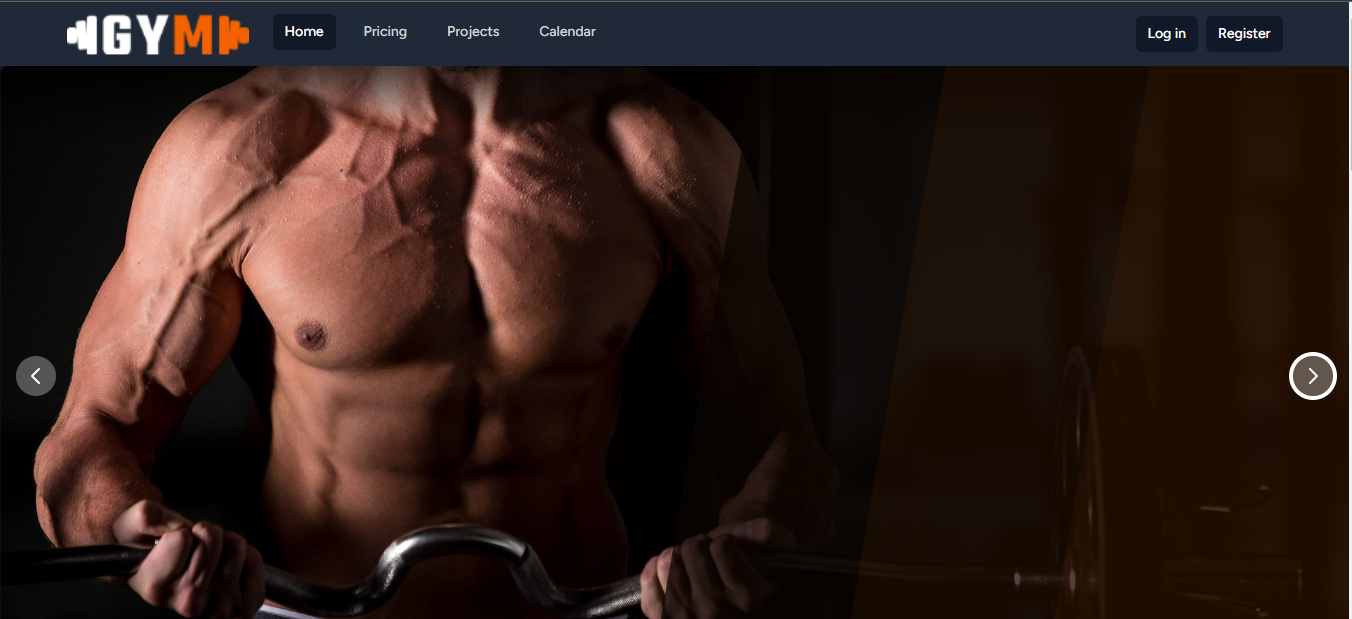 GYM
Home
Pricing
Projects
Calendar
Log in
Register